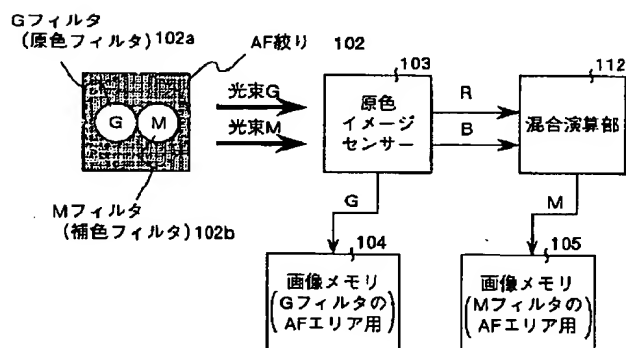 Gフィルタ
(原色フィルタ)102a
AF絞り 102
G
M
Mフィルタ
(補色フィルタ)102b
光束G
光束M
103
原色
イメージ
センサー
R
B
112
混合演算部
G
M
104
画像メモリ
(Gフィルタの
AFエリア用)
105
画像メモリ
(Mフィルタの
AFエリア用)